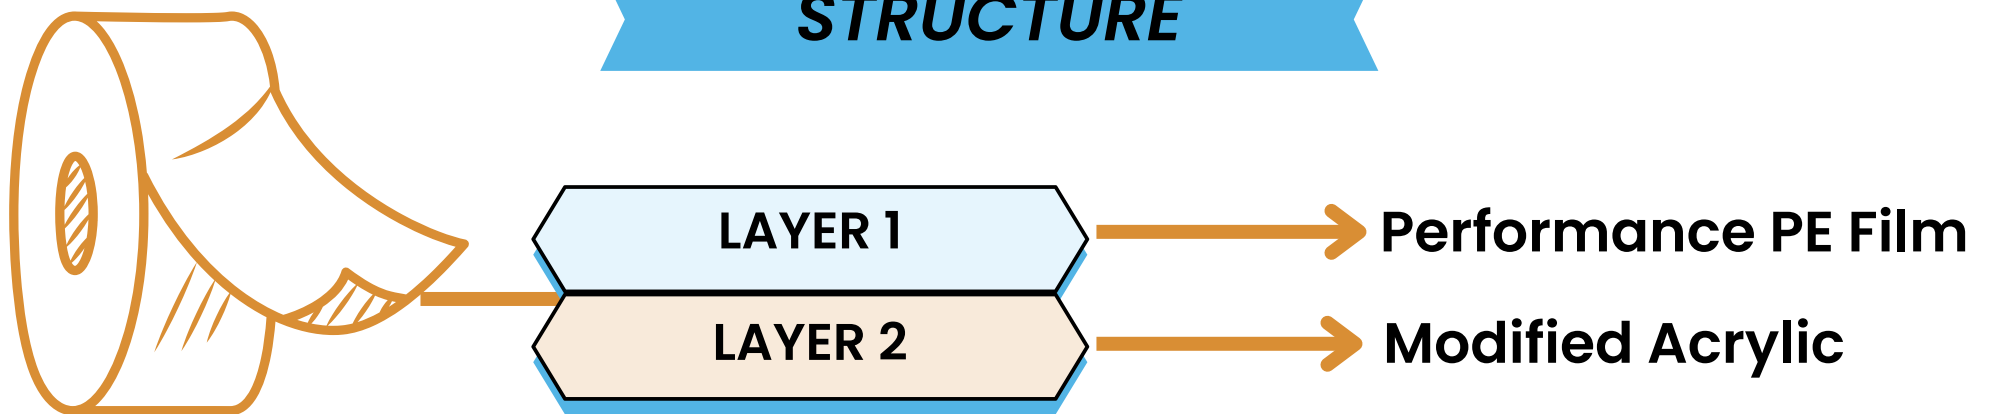 STRUCTURE
LAYER 1
Performance PE Film
LAYER 2
Modified Acrylic